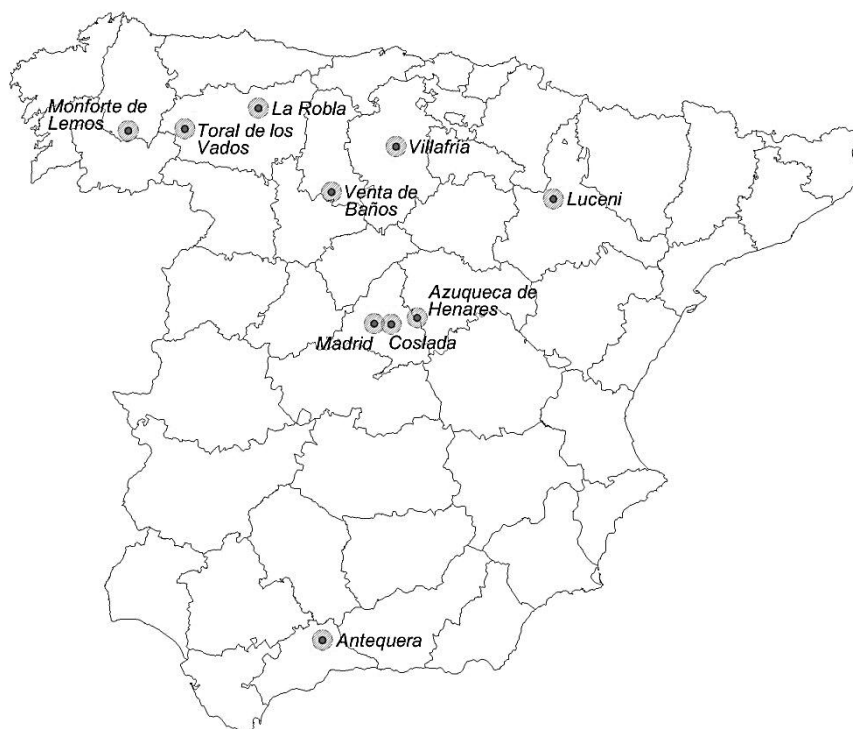 Monforte de
Lemos
La Robla
Toral de los
Vados
Villafría
Venta de
Baños
Luceni
Azuqueca de
Henares
Madrid
Coslada
Antequera